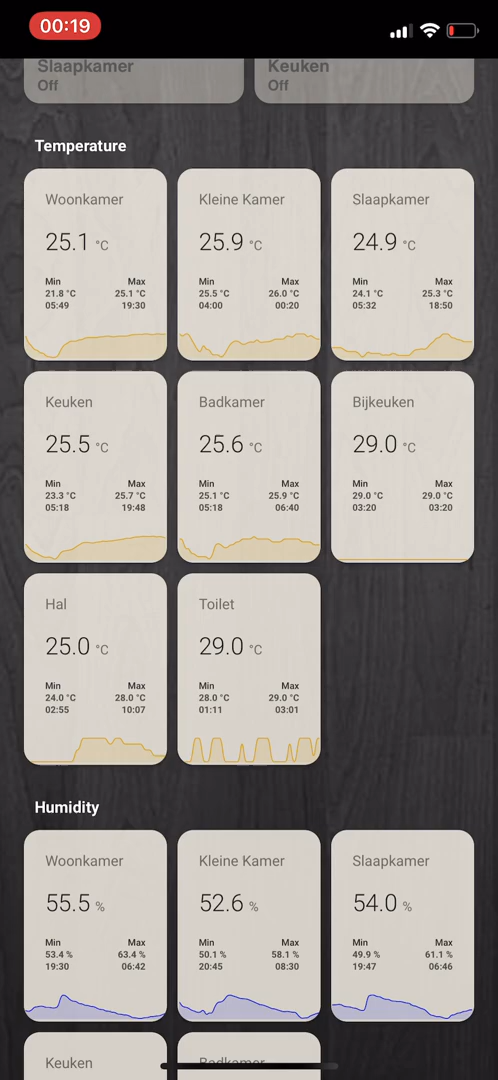 00:19
Slaapkamer
Off
Keuken
Off
Temperature
Woonkamer
25.1 °C
Min Max
21.8 °C 25.1 °C
05:49 19:30
Kleine Kamer
25.9 °C
Min Max
25.5 °C 26.0 °C
04:00 00:20
Slaapkamer
24.9 °C
Min Max
24.1 °C 25.3 °C
05:32 18:50
Keuken
25.5 °C
Min Max
23.3 °C 25.7 °C
05:18 19:48
Badkamer
25.6 °C
Min Max
25.1 °C 25.9 °C
05:18 06:40
Bijkeuken
29.0 °C
Min Max
29.0 °C 29.0 °C
03:20 03:20
Hal
25.0 °C
Min Max
24.0 °C 28.0 °C
02:55 10:07
Toilet
29.0 °C
Min Max
28.0 °C 29.0 °C
01:11 03:01
Humidity
Woonkamer
55.5 %
Min Max
53.4 % 63.4 %
19:30 06:42
Kleine Kamer
52.6 %
Min Max
50.1 % 58.1 %
20:45 08:30
Slaapkamer
54.0 %
Min Max
49.9 % 61.1 %
19:47 06:46
Keuken
Badkamer